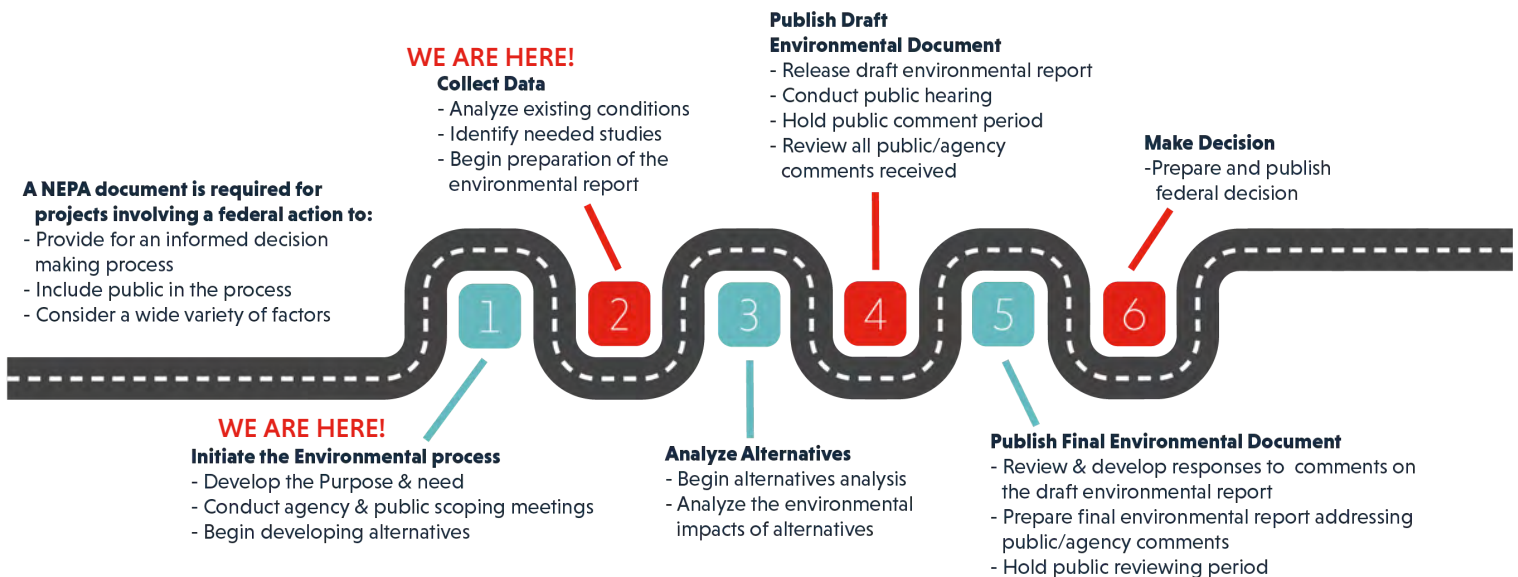 A NEPA document is required for
projects involving a federal action to:
- Provide for an informed decision
making process
- Include public in the process
- Consider a wide variety of factors
WE ARE HERE!
Initiate the Environmental process
- Develop the Purpose & need
- Conduct agency & public scoping meetings
- Begin developing alternatives
1
WE ARE HERE!
Collect Data
- Analyze existing conditions
- Identify needed studies
- Begin preparation of the
environmental report
2
3
Analyze Alternatives
- Begin alternatives analysis
- Analyze the environmental
impacts of alternatives
Publish Draft
Environmental Document
- Release draft environmental report
- Conduct public hearing
- Hold public comment period
- Review all public/agency
comments received
4
5
Publish Final Environmental Document
- Review & develop responses to comments on
the draft environmental report
- Prepare final environmental report addressing
public/agency comments
- Hold public reviewing period
Make Decision
-Prepare and publish
federal decision
6